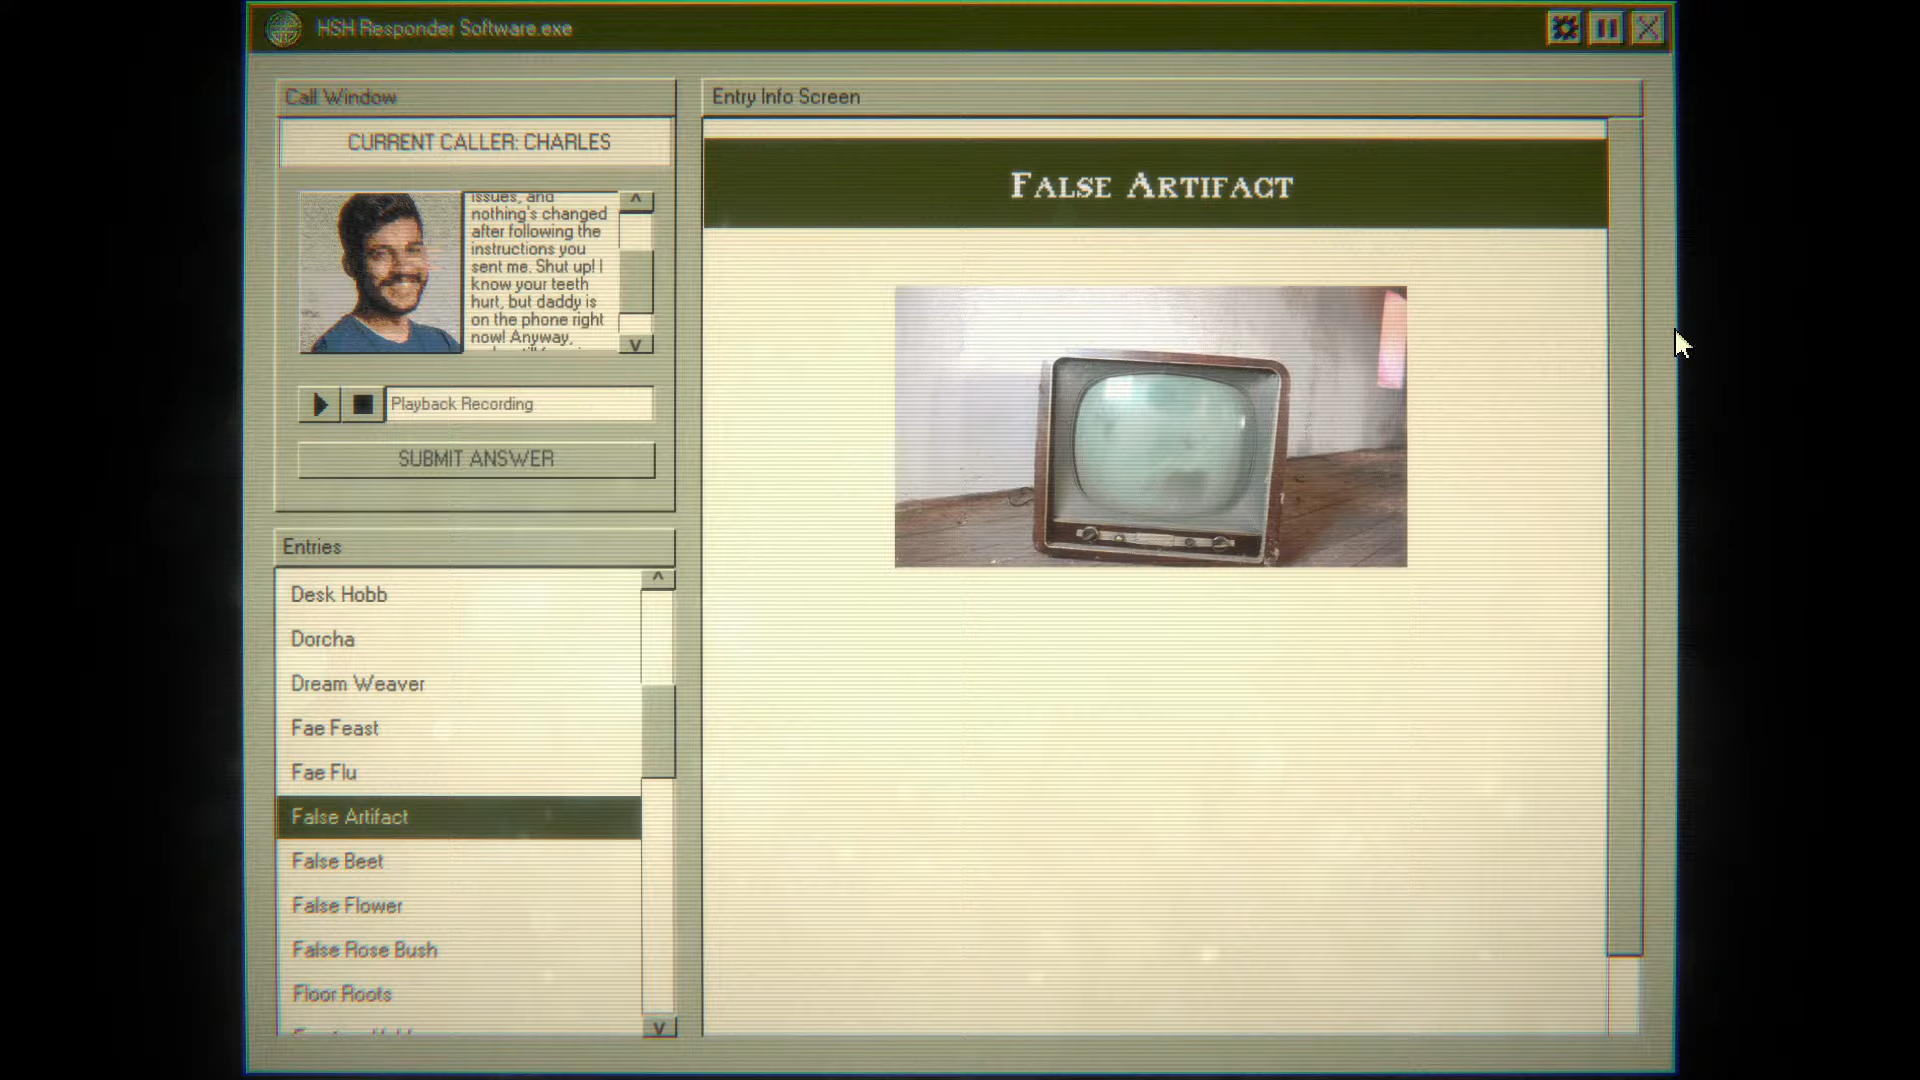 HSH Responder Software.exe
Call Window
CURRENT CALLER: CHARLES
issues, and
nothing's changed
after following the
instructions you
sent me. Shut up! I
know your teeth
hurt, but daddy is
on the phone right
now! Anyway,
Playback Recording
SUBMIT ANSWER
Entries
Desk Hobb
Dorcha
Dream Weaver
Fae Feast
Fae Flu
False Artifact
False Beet
False Flower
False Rose Bush
Floor Roots
Entry Info Screen
False Artifact